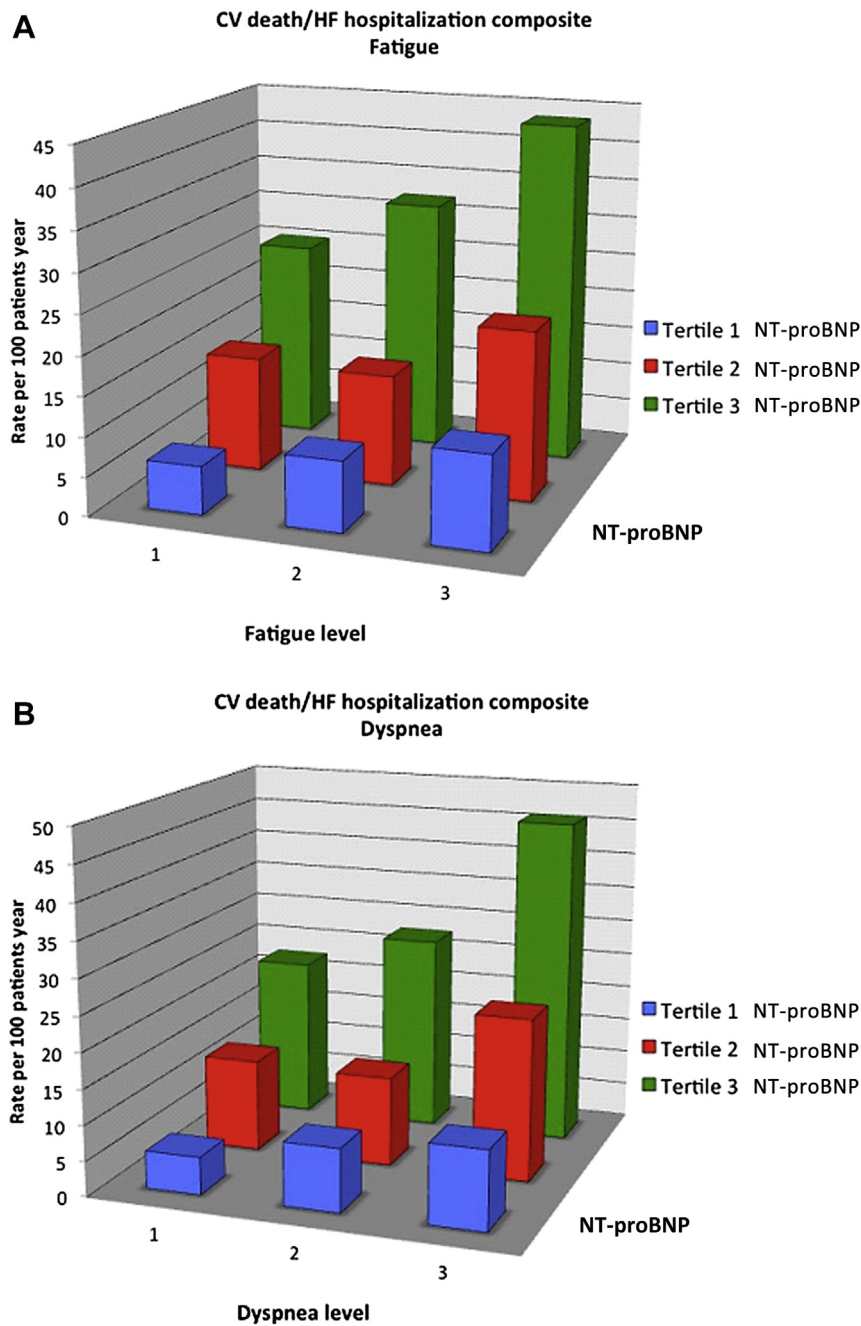 A
CV death/HF hospitalization composite
Fatigue
Rate per 100 patients year
45
40
35
30
25
20
15
10
5
0
1
2
3
Fatigue level
NT-proBNP
Tertile 1 NT-proBNP
Tertile 2 NT-proBNP
Tertile 3 NT-proBNP
B
CV death/HF hospitalization composite
Dyspnea
Rate per 100 patients year
50
45
40
35
30
25
20
15
10
5
0
1
2
3
Dyspnea level
NT-proBNP
Tertile 1 NT-proBNP
Tertile 2 NT-proBNP
Tertile 3 NT-proBNP